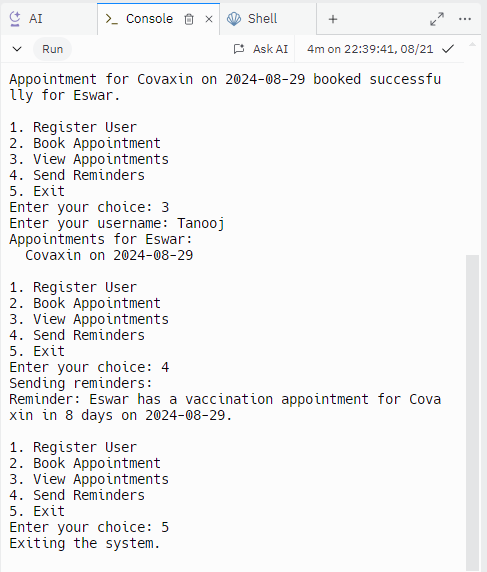 AI
Console
Shell
Run
Ask AI
4m on 22:39:41, 08/21
Appointment for Covaxin on 2024-08-29 booked successfu
lly for Eswar.
1. Register User
2. Book Appointment
3. View Appointments
4. Send Reminders
5. Exit
Enter your choice: 3
Enter your username: Tanooj
Appointments for Eswar:
  Covaxin on 2024-08-29
1. Register User
2. Book Appointment
3. View Appointments
4. Send Reminders
5. Exit
Enter your choice: 4
Sending reminders:
Reminder: Eswar has a vaccination appointment for Cova
xin in 8 days on 2024-08-29.
1. Register User
2. Book Appointment
3. View Appointments
4. Send Reminders
5. Exit
Enter your choice: 5
Exiting the system.